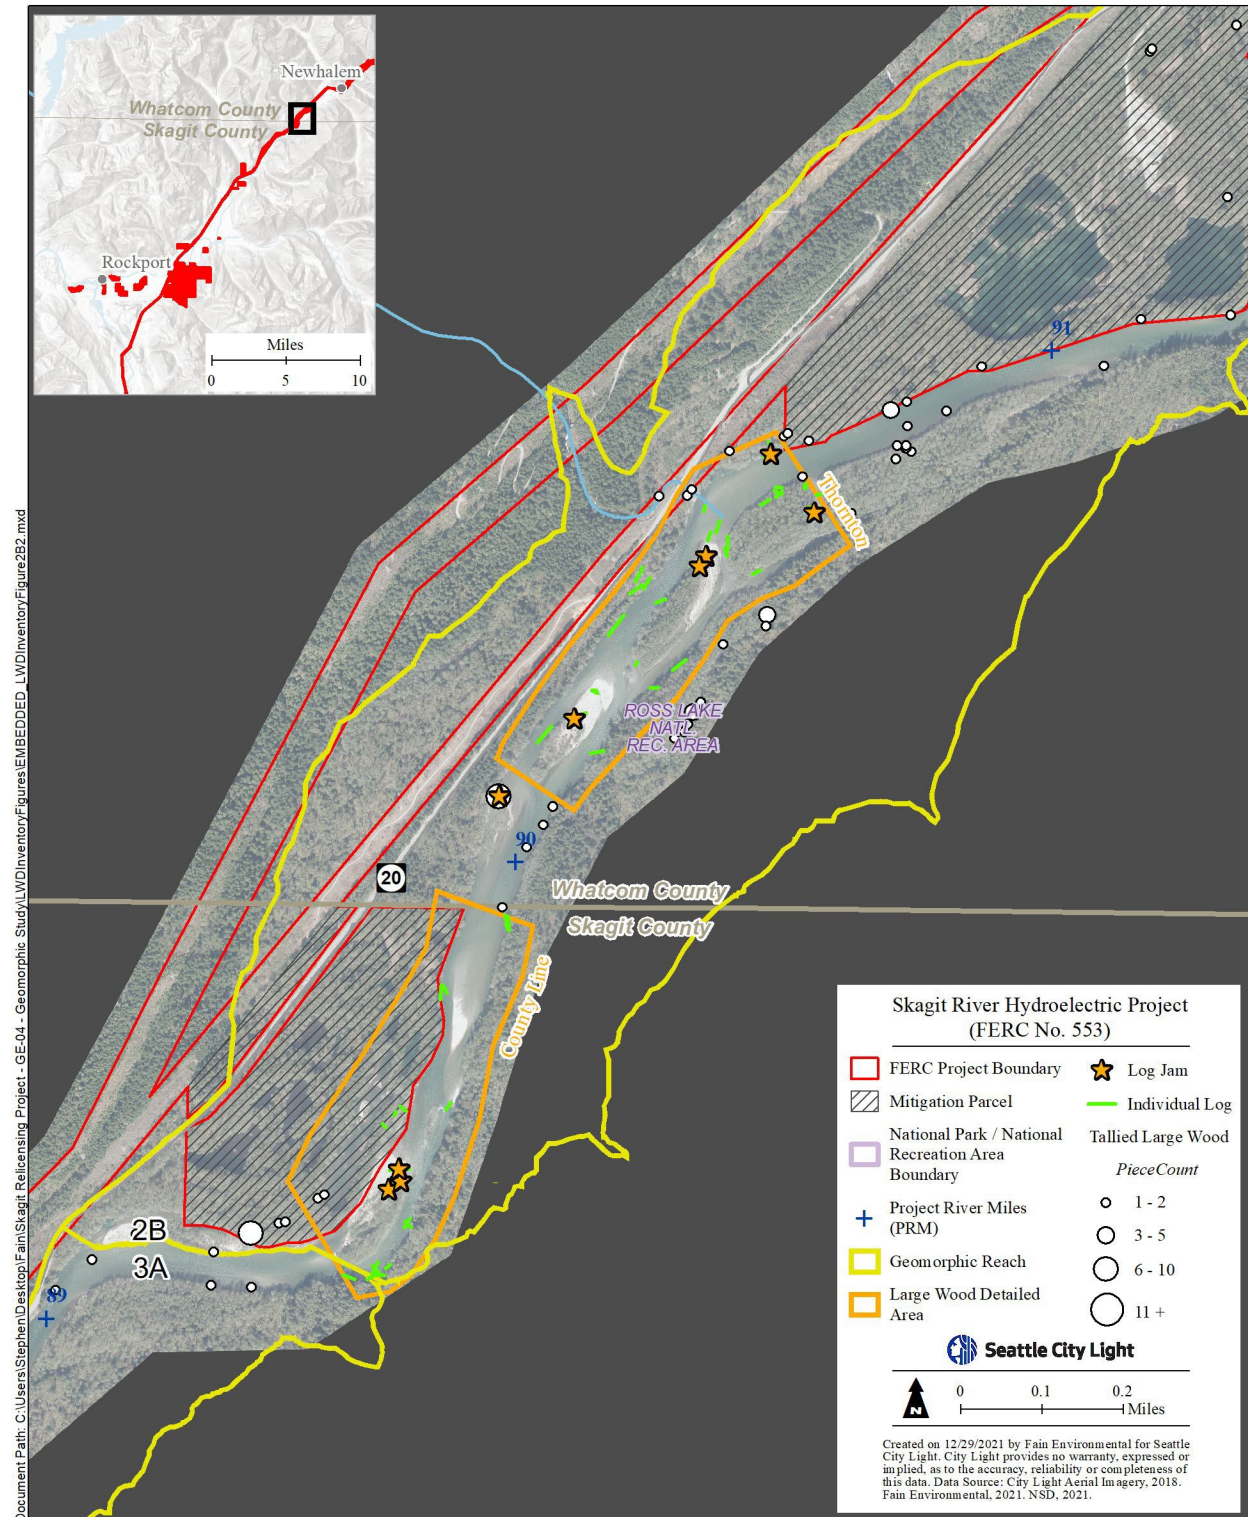 Newhalem
Whatcom County
Skagit County
Rockport
Miles
0 5 10
91
Thornton
ROSS LAKE
NATL.
REC. AREA
90
20
Whatcom County
Skagit County
County Line
2B
3A
89
Document Path: C:\Users\Stephen\Desktop\Fain\Skagit Relicensing Project - GE-04 - Geomorphic Study\LWDInventoryFigures\EMBEDDED_LWDInventoryFigure2B2.mxd
Skagit River Hydroelectric Project
(FERC No. 553)
FERC Project Boundary
Mitigation Parcel
National Park / National
Recreation Area
Boundary
Project River Miles
(PRM)
Geomorphic Reach
Large Wood Detailed
Area
Log Jam
Individual Log
Tallied Large Wood
PieceCount
1 - 2
3 - 5
6 - 10
11 +
Seattle City Light
N
0 0.1 0.2
Miles
Created on 12/29/2021 by Fain Environmental for Seattle
City Light. City Light provides no warranty, expressed or
implied, as to the accuracy, reliability or completeness of
this data. Data Source: City Light Aerial Imagery, 2018.
Fain Environmental, 2021. NSD, 2021.